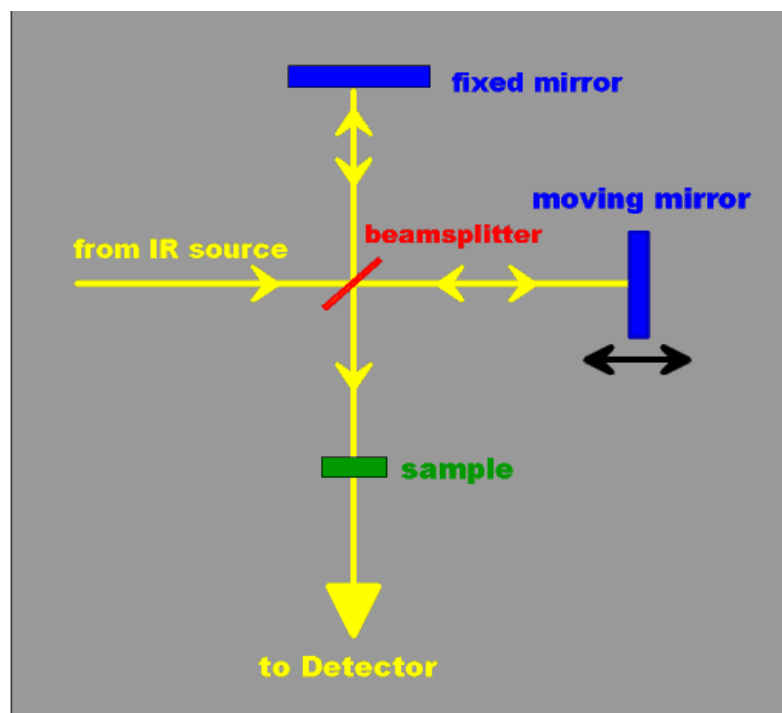 fixed mirror
moving mirror
beamsplitter
from IR source
sample
to Detector